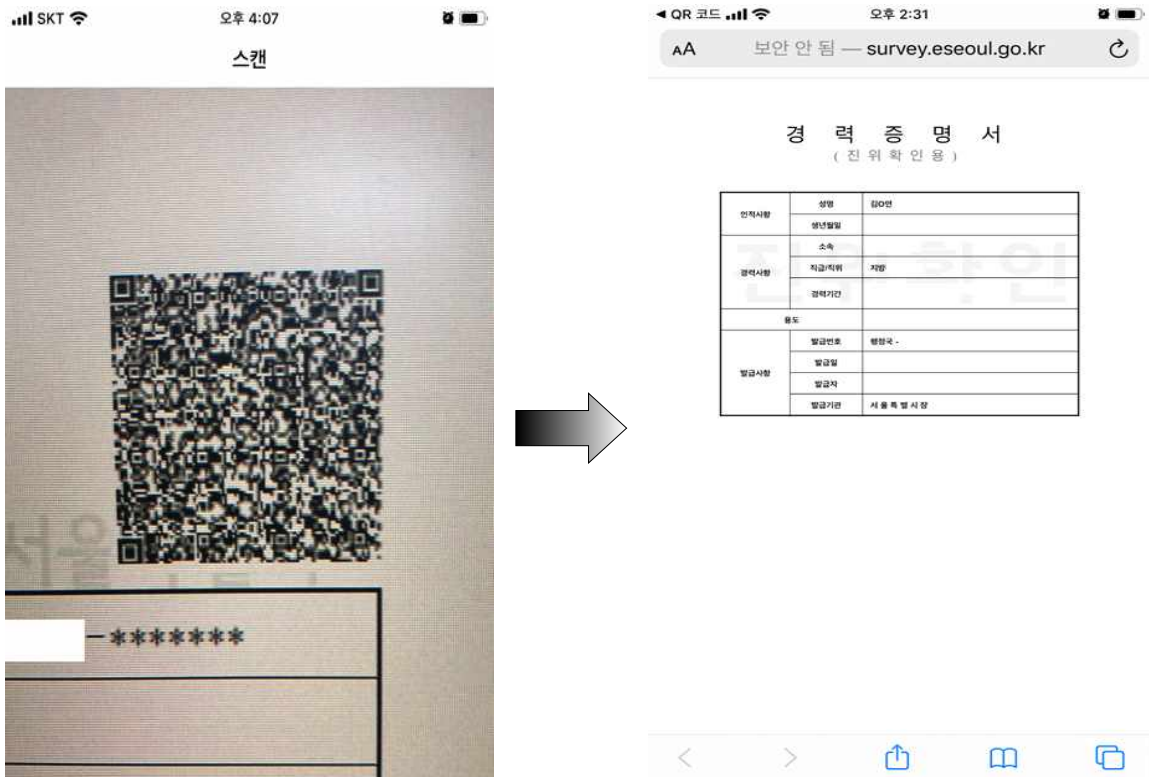 SKT 오후 4:07
스캔
서울
-*******
◀ QR 코드 오후 2:31
AA 보안 안 됨 — survey.eseoul.go.kr
경 력 증 명 서
( 진 위 확 인 용 )
진위확인
인적사항 성명 김O연
생년월일
경력사항 소속
직급/직위 지방
경력기간
용도
발급사항 발급번호 행정국 -
발급일
발급자
발급기관 서 울 특 별 시 장